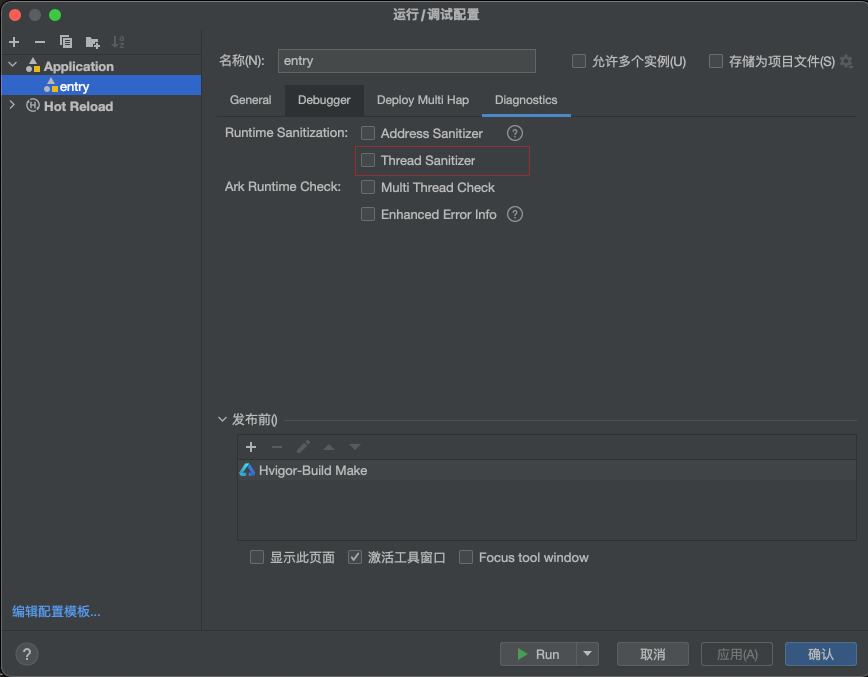 运行/调试配置
名称(N): entry 允许多个实例(U) 存储为项目文件(S)
Application
entry
Hot Reload
General Debugger Deploy Multi Hap Diagnostics
Runtime Sanitization: Address Sanitizer ?
Thread Sanitizer
Ark Runtime Check: Multi Thread Check
Enhanced Error Info ?
发布前()
Hvigor-Build Make
显示此页面 激活工具窗口 Focus tool window
编辑配置模板...
? Run 取消 应用(A) 确认